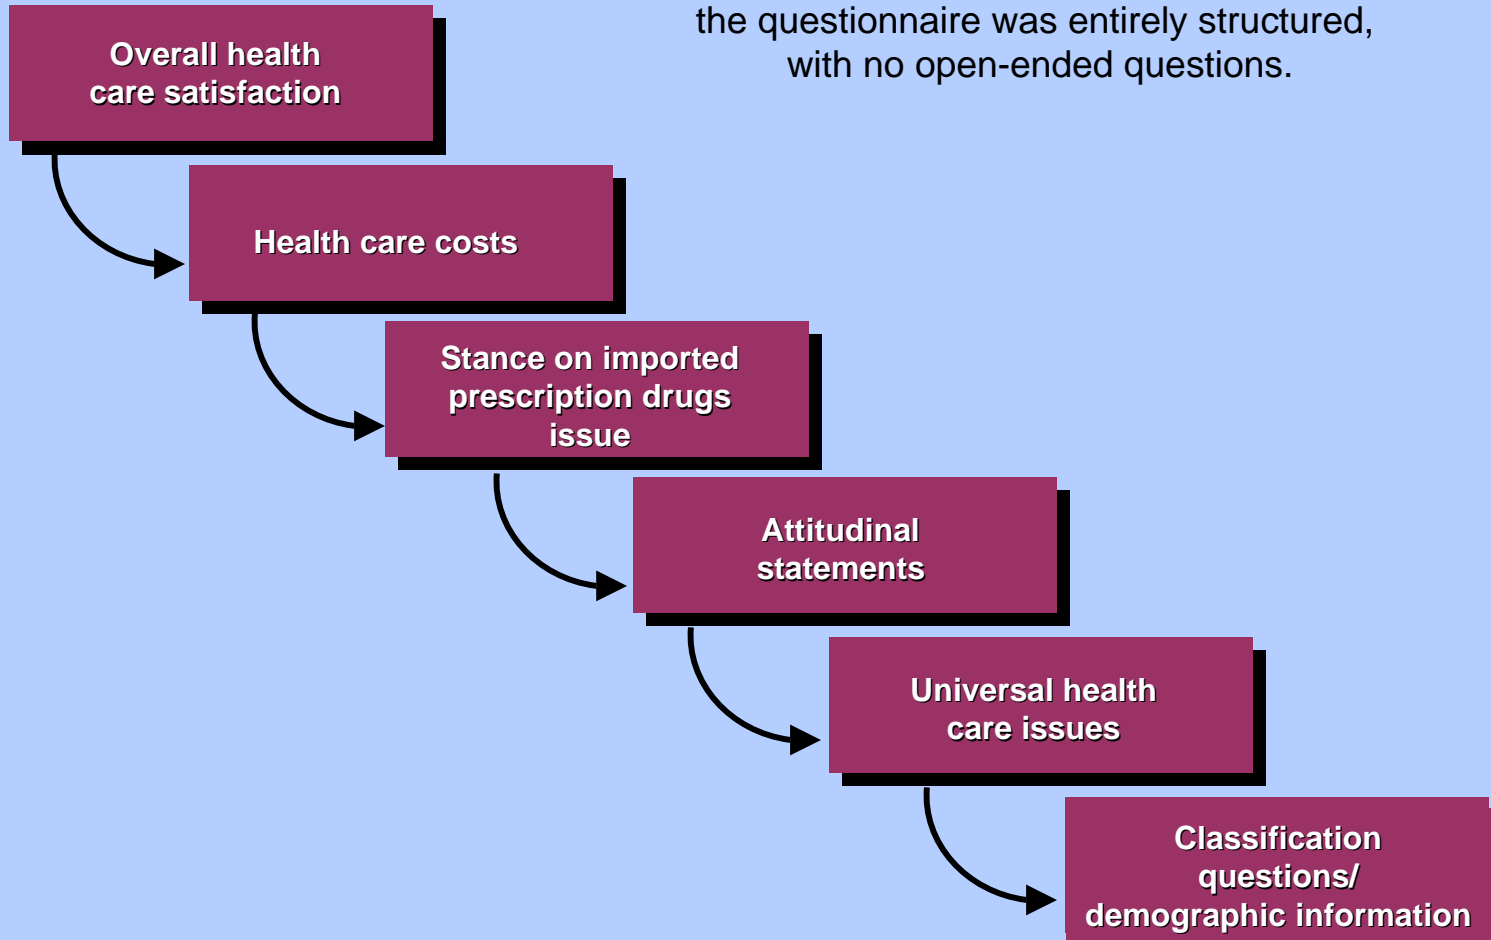 the questionnaire was entirely structured,
with no open-ended questions.
Overall health
care satisfaction
Health care costs
Stance on imported
prescription drugs
issue
Attitudinal
statements
Universal health
care issues
Classification
questions/
demographic information